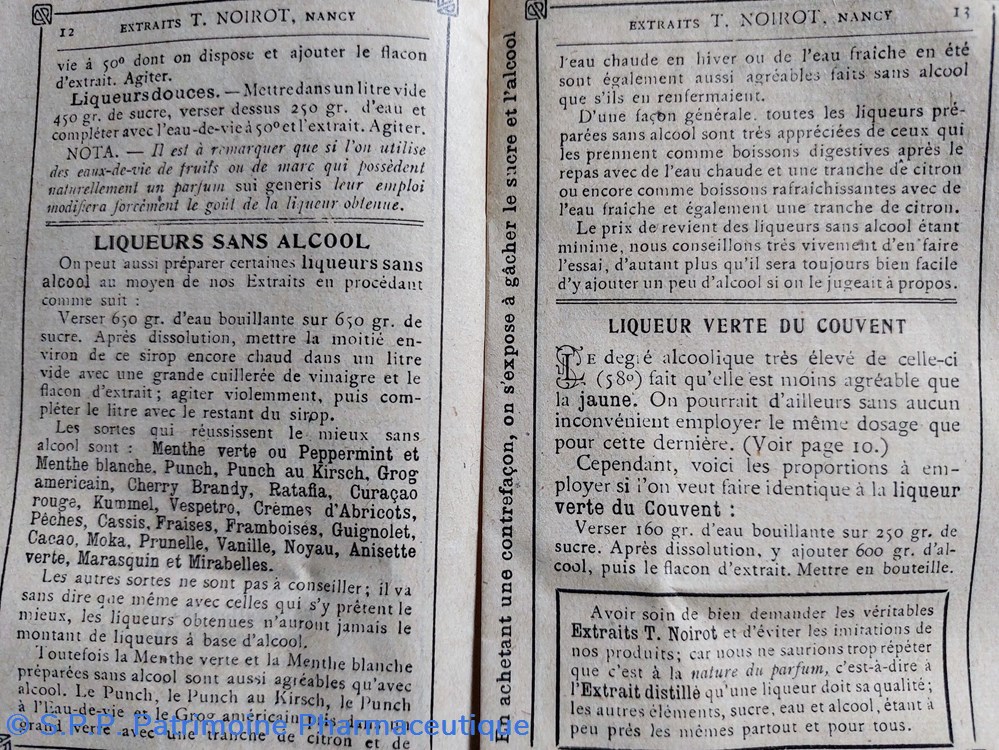 12 EXTRAITS T. NOIROT, NANCY
vie à 50° dont on dispose et ajouter le flacon
d'extrait. Agiter.
Liqueurs douces. — Mettre dans un litre vide
450 gr. de sucre, verser dessus 250 gr. d'eau et
compléter avec l'eau-de-vie à 50° et l'extrait. Agiter.
NOTA. — Il est à remarquer que si l'on utilise
des eaux-de-vie de fruits ou de marc qui possèdent
naturellement un parfum sui generis leur emploi
modifiera forcément le goût de la liqueur obtenue.
LIQUEURS SANS ALCOOL
On peut aussi préparer certaines liqueurs sans
alcool au moyen de nos Extraits en procédant
comme suit :
Verser 650 gr. d'eau bouillante sur 650 gr. de
sucre. Après dissolution, mettre la moitié en-
viron de ce sirop encore chaud dans un litre
vide avec une grande cuillerée de vinaigre et le
flacon d'extrait ; agiter violemment, puis com-
pléter le litre avec le restant du sirop.
Les sortes qui réussissent le mieux sans
alcool sont : Menthe verte ou Peppermint et
Menthe blanche, Punch, Punch au Kirsch, Grog
americain, Cherry Brandy, Ratafia, Curaçao
rouge, Kummel, Vespetro, Crèmes d'Abricots,
Pêches, Cassis, Fraises, Framboises, Guignolet,
Cacao, Moka, Prunelle, Vanille, Noyau, Anisette
verte, Marasquin et Mirabelles.
Les autres sortes ne sont pas à conseiller ; il va
sans dire que même avec celles qui s'y prêtent le
mieux, les liqueurs obtenues n'auront jamais le
montant de liqueurs à base d'alcool.
Toutefois la Menthe verte et la Menthe blanche
préparées sans alcool sont aussi agréables qu'avec
alcool. Le Punch, le Punch au Kirsch, le Punch
à l'Eau-de-vie et le Grog américain, pris dans un
grand verre avec une tranche de citron et de
En achetant une contrefaçon, on s'expose à gâcher le sucre et l'alcool
EXTRAITS T. NOIROT, NANCY 13
l'eau chaude en hiver ou de l'eau fraîche en été
sont également aussi agréables faits sans alcool
que s'ils en renfermaient.
D'une façon générale, toutes les liqueurs pré-
parées sans alcool sont très appréciées de ceux qui
les prennent comme boissons digestives après le
repas avec de l'eau chaude et une tranche de citron
ou encore comme boissons rafraichissantes avec de
l'eau fraiche et également une tranche de citron.
Le prix de revient des liqueurs sans alcool étant
minime, nous conseillons très vivement d'en faire
l'essai, d'autant plus qu'il sera toujours bien facile
d'y ajouter un peu d'alcool si on le jugeait à propos.
LIQUEUR VERTE DU COUVENT
LE degré alcoolique très élevé de celle-ci
(58°) fait qu'elle est moins agréable que
la jaune. On pourrait d'ailleurs sans aucun
inconvénient employer le même dosage que
pour cette dernière. (Voir page 10.)
Cependant, voici les proportions à em-
ployer si l'on veut faire identique à la liqueur
verte du Couvent :
Verser 160 gr. d'eau bouillante sur 250 gr. de
sucre. Après dissolution, y ajouter 600 gr. d'al-
cool, puis le flacon d'extrait. Mettre en bouteille.
Avoir soin de bien demander les véritables
Extraits T. Noirot et d'éviter les imitations de
nos produits ; car nous ne saurions trop répéter
que c'est à la nature du parfum, c'est-à-dire à
l'Extrait distillé qu'une liqueur doit sa qualité ;
les autres éléments, sucre, eau et alcool, étant à
peu près les mêmes partout et pour tous.
© S.P.P. Patrimoine Pharmaceutique